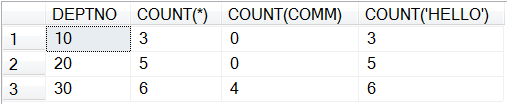 DEPTNO COUNT(*) COUNT(COMM) COUNT('HELLO')
1 10 3 0 3
2 20 5 0 5
3 30 6 4 6